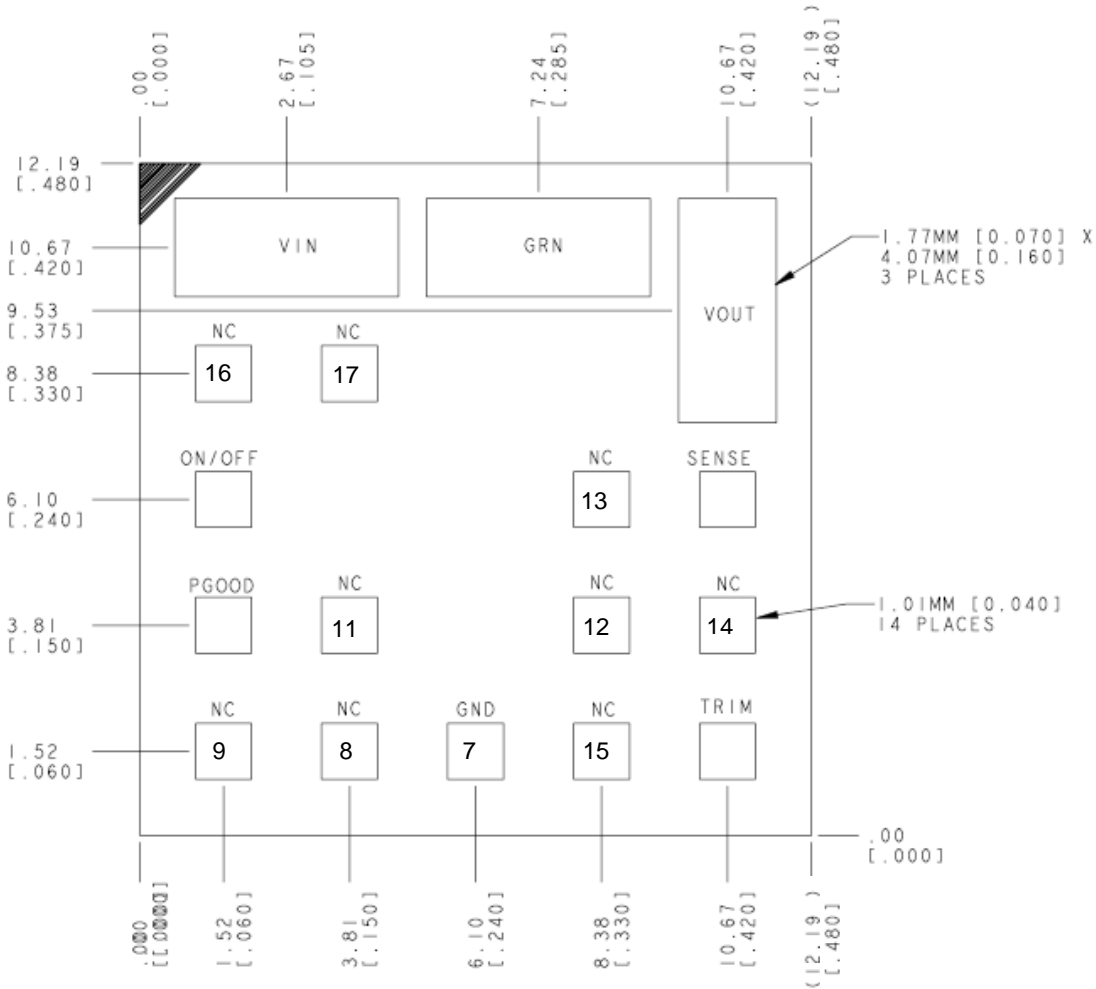 .00
[.000]
2.67
[.105]
7.24
[.285]
10.67
[.420]
(12.19 )
[.480]
12.19
[.480]
VIN
GRN
10.67
[.420]
1.77MM [0.070] X
4.07MM [0.160]
3 PLACES
9.53
[.375]
VOUT
NC
NC
8.38
[.330]
16
17
ON/OFF
NC
SENSE
6.10
[.240]
13
PGOOD
NC
NC
NC
3.81
[.150]
11
12
14
1.01MM [0.040]
14 PLACES
NC
NC
GND
NC
TRIM
1.52
[.060]
9
8
7
15
.00
[.000]
1.52
[.060]
3.81
[.150]
6.10
[.240]
8.38
[.330]
10.67
[.420]
(12.19 )
[.480]